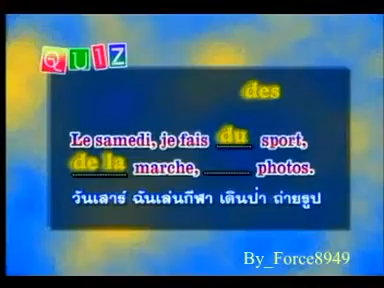 QUIZ
des
Le samedi, je fais du sport,
de la marche, ______ photos.
วันเสาร์ ฉันเล่นกีฬา เดินป่า ถ่ายรูป
By_Force8949